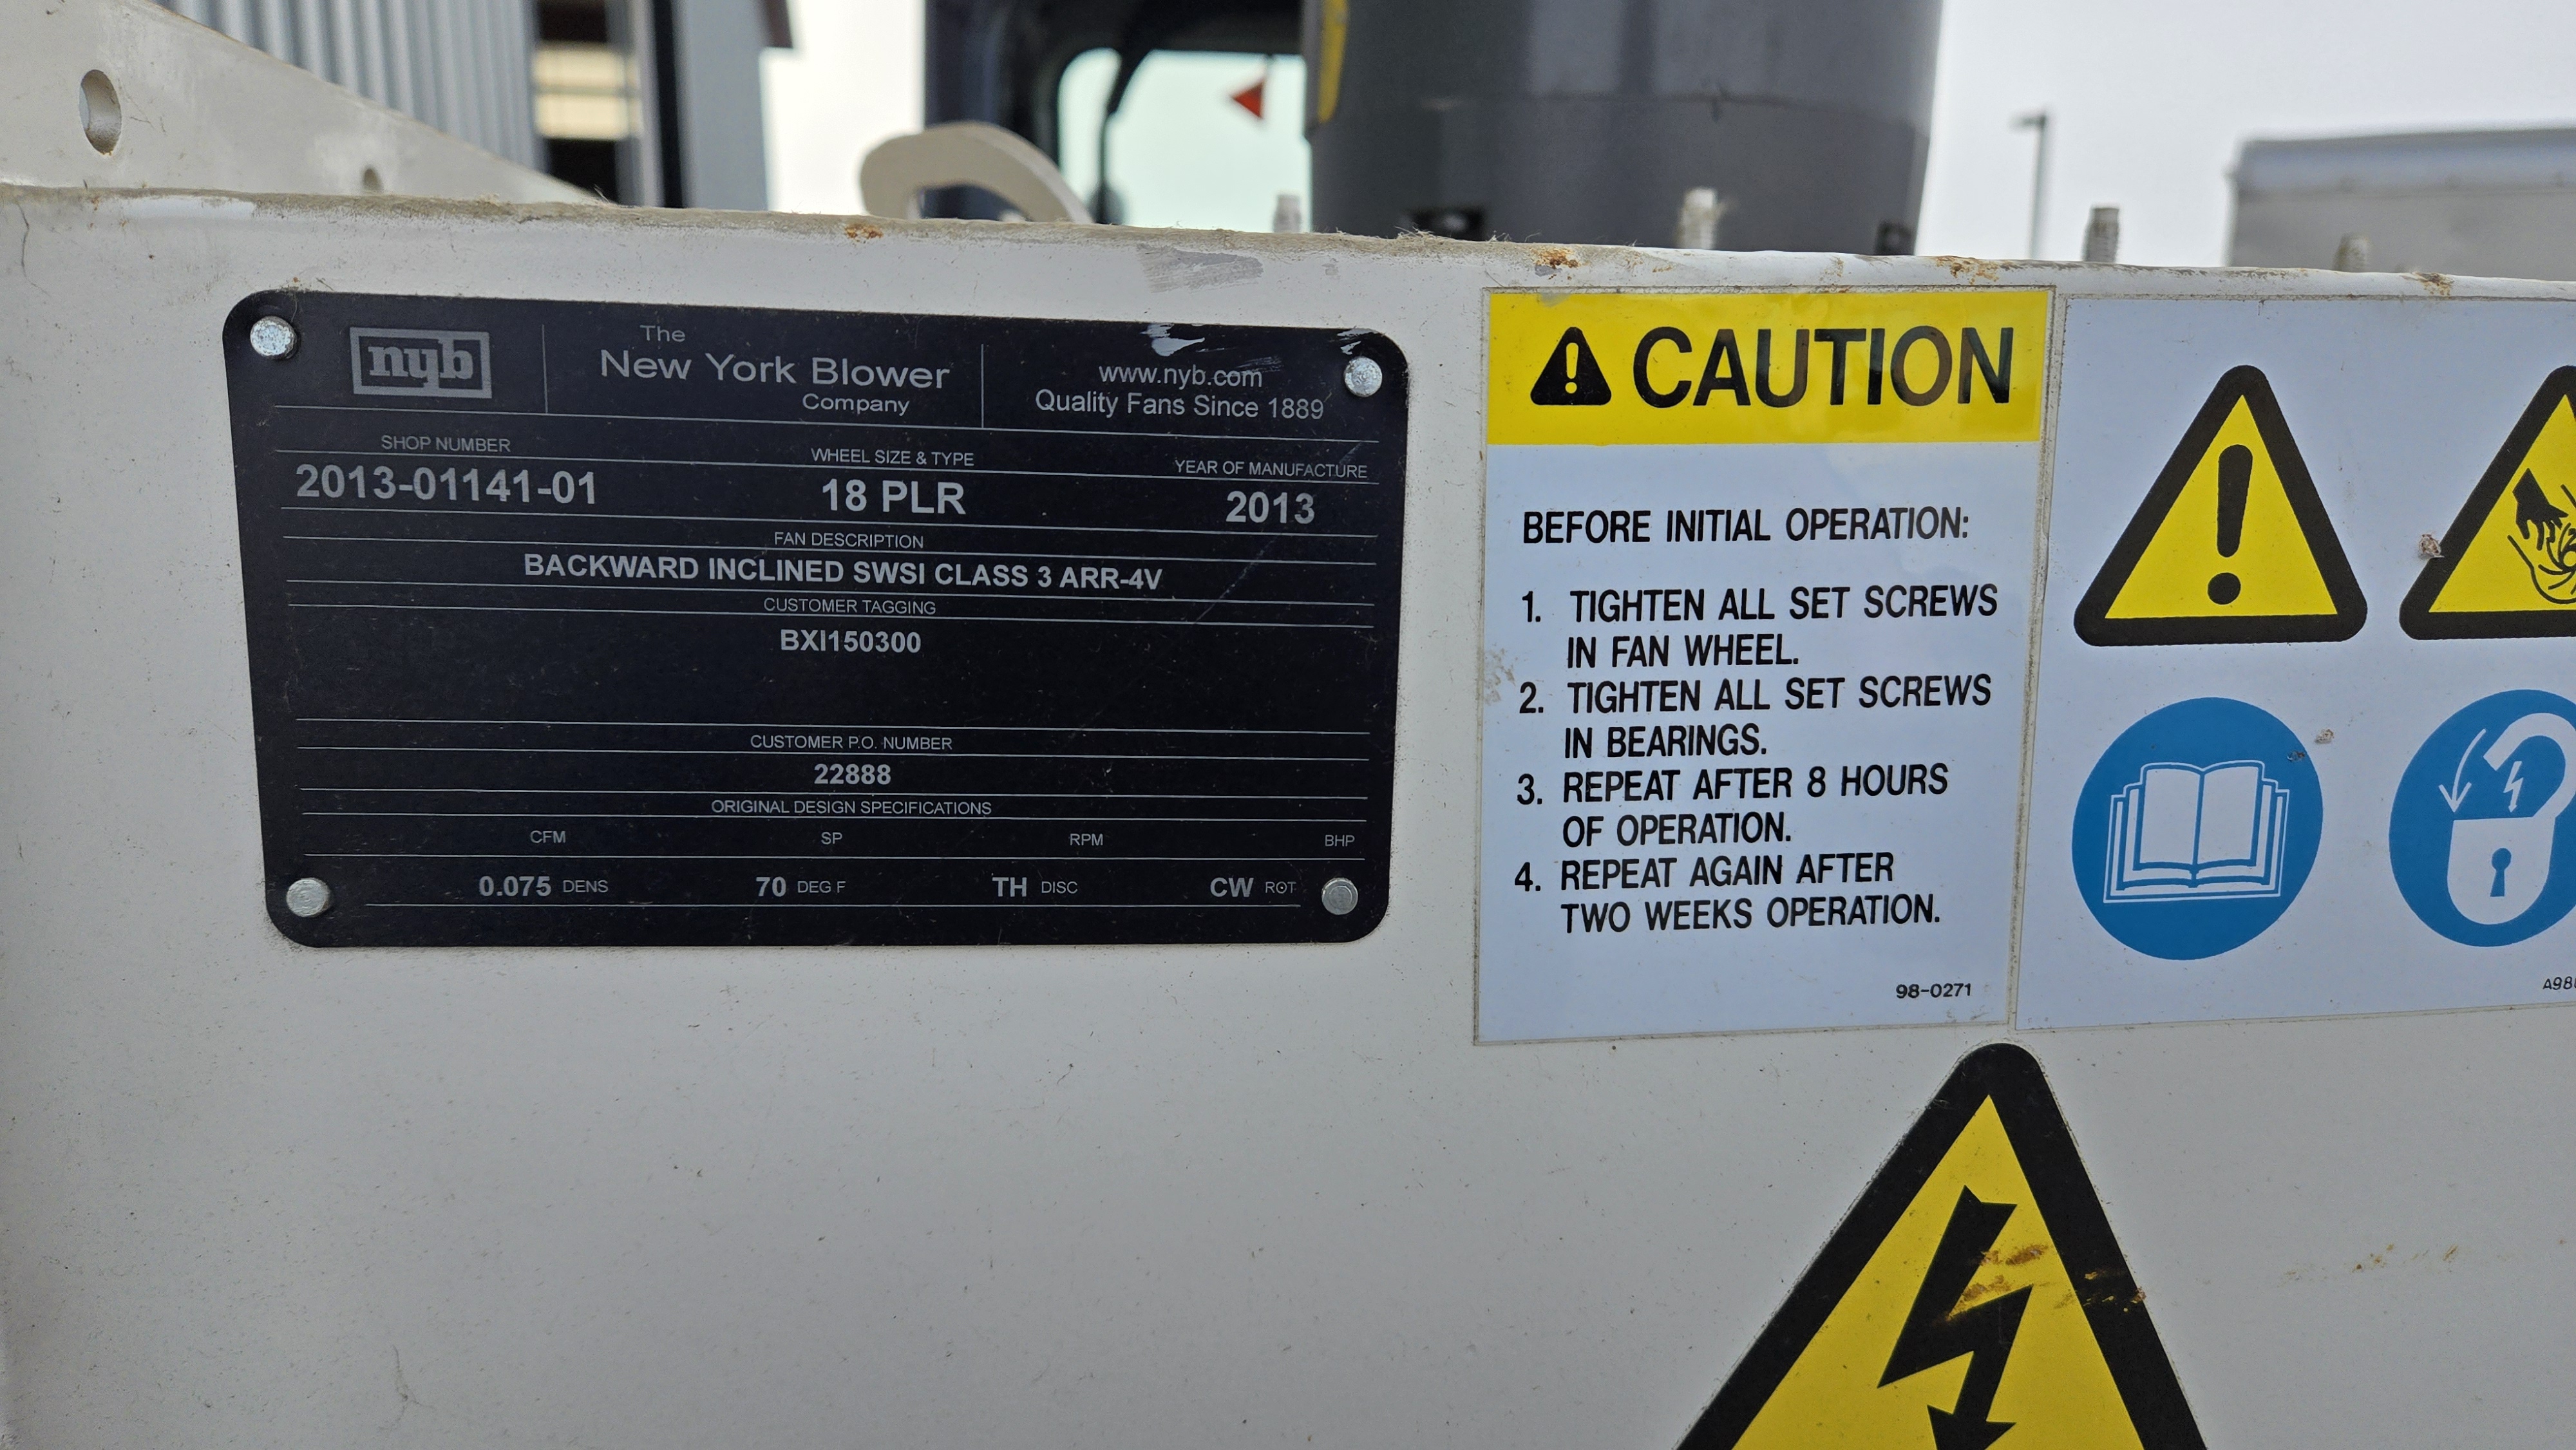 nyb
The
New York Blower
Company
www.nyb.com
Quality Fans Since 1889
SHOP NUMBER
2013-01141-01
WHEEL SIZE & TYPE
18 PLR
YEAR OF MANUFACTURE
2013
FAN DESCRIPTION
BACKWARD INCLINED SWSI CLASS 3 ARR-4V
CUSTOMER TAGGING
BXI150300
CUSTOMER P.O. NUMBER
22888
ORIGINAL DESIGN SPECIFICATIONS
CFM SP RPM BHP
0.075 DENS 70 DEG F TH DISC CW ROT
CAUTION
BEFORE INITIAL OPERATION:
1. TIGHTEN ALL SET SCREWS
IN FAN WHEEL.
2. TIGHTEN ALL SET SCREWS
IN BEARINGS.
3. REPEAT AFTER 8 HOURS
OF OPERATION.
4. REPEAT AGAIN AFTER
TWO WEEKS OPERATION.
98-0271